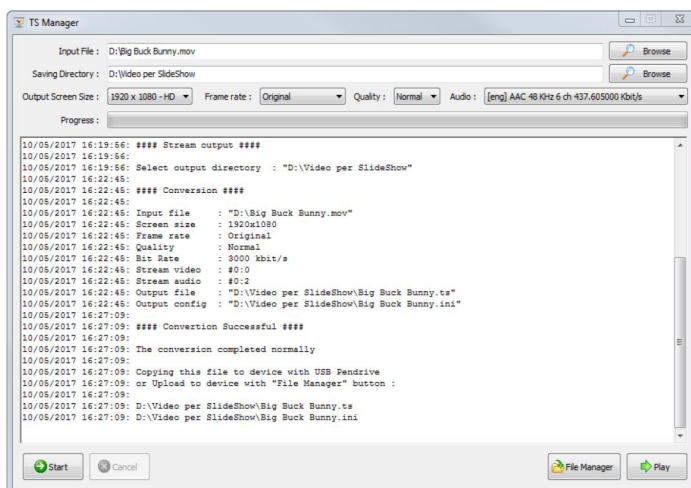 TS Manager
Input File : D:\Big Buck Bunny.mov Browse
Saving Directory : D:\Video per SlideShow Browse
Output Screen Size : 1920 x 1080 - HD Frame rate : Original Quality : Normal Audio : [eng] AAC 48 KHz 6 ch 437.605000 Kbit/s
Progress :
10/05/2017 16:19:56: #### Stream output ####
10/05/2017 16:19:56:
10/05/2017 16:19:56: Select output directory : "D:\Video per SlideShow"
10/05/2017 16:22:45:
10/05/2017 16:22:45: #### Conversion ####
10/05/2017 16:22:45:
10/05/2017 16:22:45: Input file : "D:\Big Buck Bunny.mov"
10/05/2017 16:22:45: Screen size : 1920x1080
10/05/2017 16:22:45: Frame rate : Original
10/05/2017 16:22:45: Quality : Normal
10/05/2017 16:22:45: Bit Rate : 3000 kbit/s
10/05/2017 16:22:45: Stream video : #0:0
10/05/2017 16:22:45: Stream audio : #0:2
10/05/2017 16:22:45: Output file : "D:\Video per SlideShow\Big Buck Bunny.ts"
10/05/2017 16:22:45: Output config : "D:\Video per SlideShow\Big Buck Bunny.ini"
10/05/2017 16:27:09:
10/05/2017 16:27:09: #### Convertion Successful ####
10/05/2017 16:27:09:
10/05/2017 16:27:09: The conversion completed normally
10/05/2017 16:27:09:
10/05/2017 16:27:09: Copying this file to device with USB Pendrive
10/05/2017 16:27:09: or Upload to device with "File Manager" button :
10/05/2017 16:27:09:
10/05/2017 16:27:09: D:\Video per SlideShow\Big Buck Bunny.ts
10/05/2017 16:27:09: D:\Video per SlideShow\Big Buck Bunny.ini
Start Cancel File Manager Play